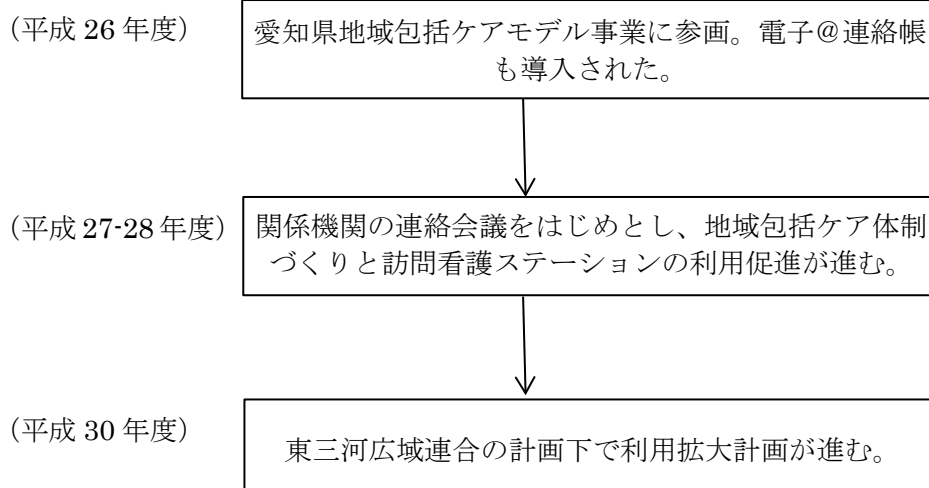 (平成 26 年度)
愛知県地域包括ケアモデル事業に参画。電子@連絡帳
も導入された。
(平成 27-28 年度)
関係機関の連絡会議をはじめとし、地域包括ケア体制
づくりと訪問看護ステーションの利用促進が進む。
(平成 30 年度)
東三河広域連合の計画下で利用拡大計画が進む。